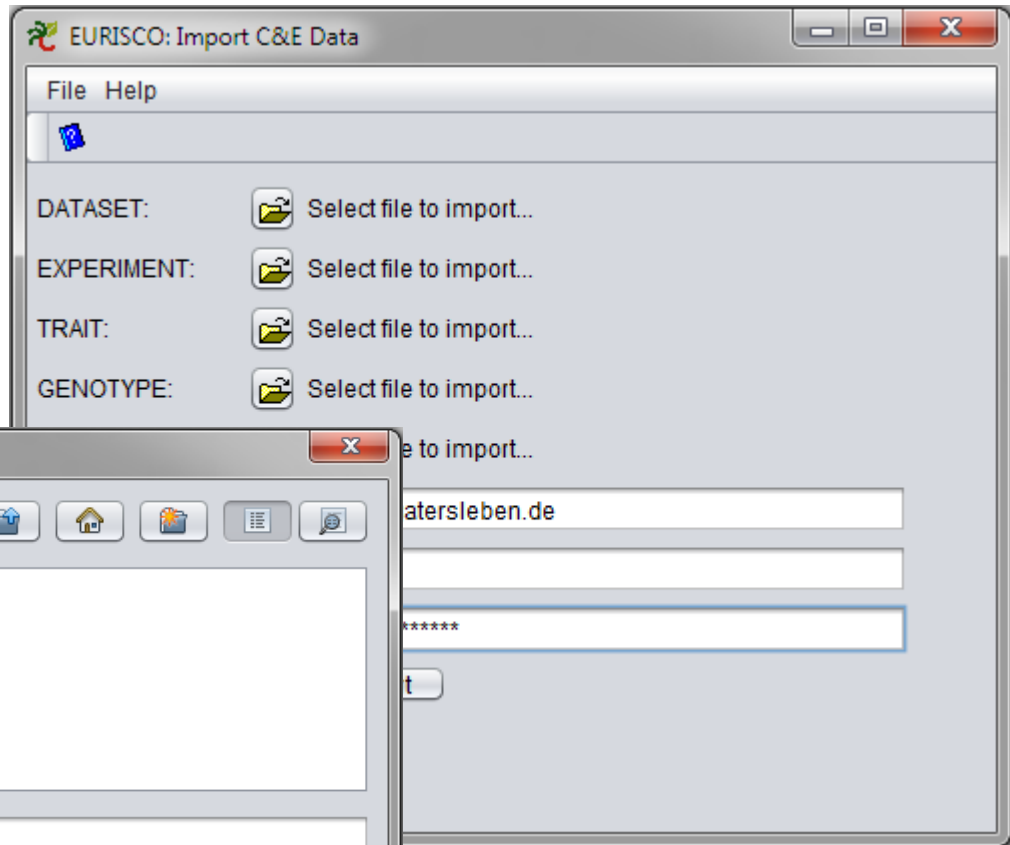 EURISCO: Import C&E Data
File Help
DATASET: Select file to import...
EXPERIMENT: Select file to import...
TRAIT: Select file to import...
GENOTYPE: Select file to import...
to import...
atersleben.de
******